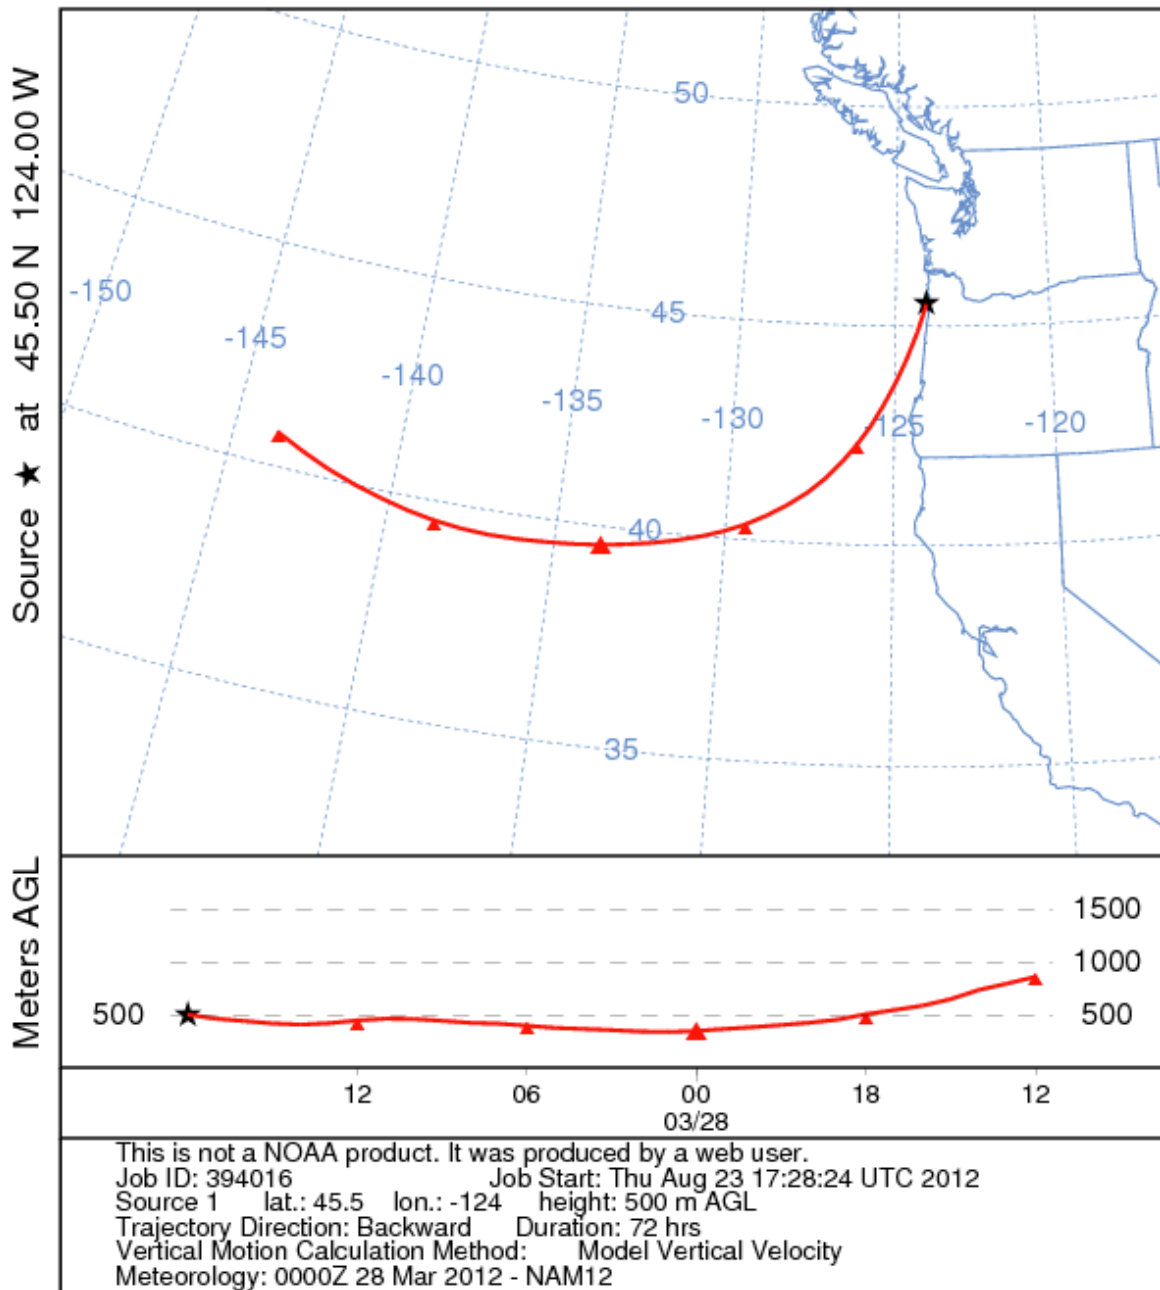 Source ★ at 45.50 N 124.00 W
50
45
-150
-145
-140
-135
-130
-125
-120
40
35
Meters AGL
1500
1000
500
500
12
06
00
18
12
03/28
This is not a NOAA product. It was produced by a web user.
Job ID: 394016 Job Start: Thu Aug 23 17:28:24 UTC 2012
Source 1 lat.: 45.5 lon.: -124 height: 500 m AGL
Trajectory Direction: Backward Duration: 72 hrs
Vertical Motion Calculation Method: Model Vertical Velocity
Meteorology: 0000Z 28 Mar 2012 - NAM12